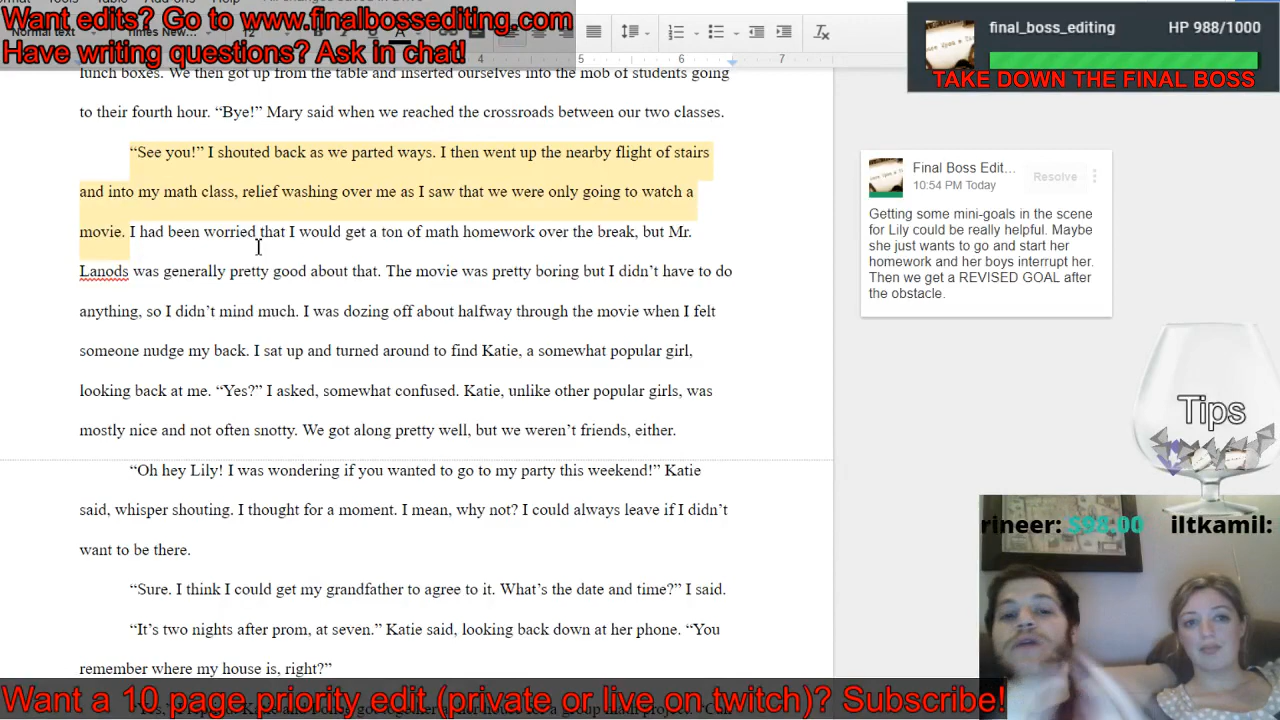 Want edits? Go to www.finalbossediting.com
Have writing questions? Ask in chat!
final_boss_editing HP 988/1000
TAKE DOWN THE FINAL BOSS
4 5 6 7
lunch boxes. We then got up from the table and inserted ourselves into the mob of students going
to their fourth hour. “Bye!” Mary said when we reached the crossroads between our two classes.
“See you!” I shouted back as we parted ways. I then went up the nearby flight of stairs
and into my math class, relief washing over me as I saw that we were only going to watch a
movie. I had been worried that I would get a ton of math homework over the break, but Mr.
Lanods was generally pretty good about that. The movie was pretty boring but I didn’t have to do
anything, so I didn’t mind much. I was dozing off about halfway through the movie when I felt
someone nudge my back. I sat up and turned around to find Katie, a somewhat popular girl,
looking back at me. “Yes?” I asked, somewhat confused. Katie, unlike other popular girls, was
mostly nice and not often snotty. We got along pretty well, but we weren’t friends, either.
“Oh hey Lily! I was wondering if you wanted to go to my party this weekend!” Katie
said, whisper shouting. I thought for a moment. I mean, why not? I could always leave if I didn’t
want to be there.
“Sure. I think I could get my grandfather to agree to it. What’s the date and time?” I said.
“It’s two nights after prom, at seven.” Katie said, looking back down at her phone. “You
remember where my house is, right?”
Final Boss Edit...
Resolve
10:54 PM Today
Getting some mini-goals in the scene
for Lily could be really helpful. Maybe
she just wants to go and start her
homework and her boys interrupt her.
Then we get a REVISED GOAL after
the obstacle.
Tips
rineer: $98.00 iltkamil:
Want a 10 page priority edit (private or live on twitch)? Subscribe!